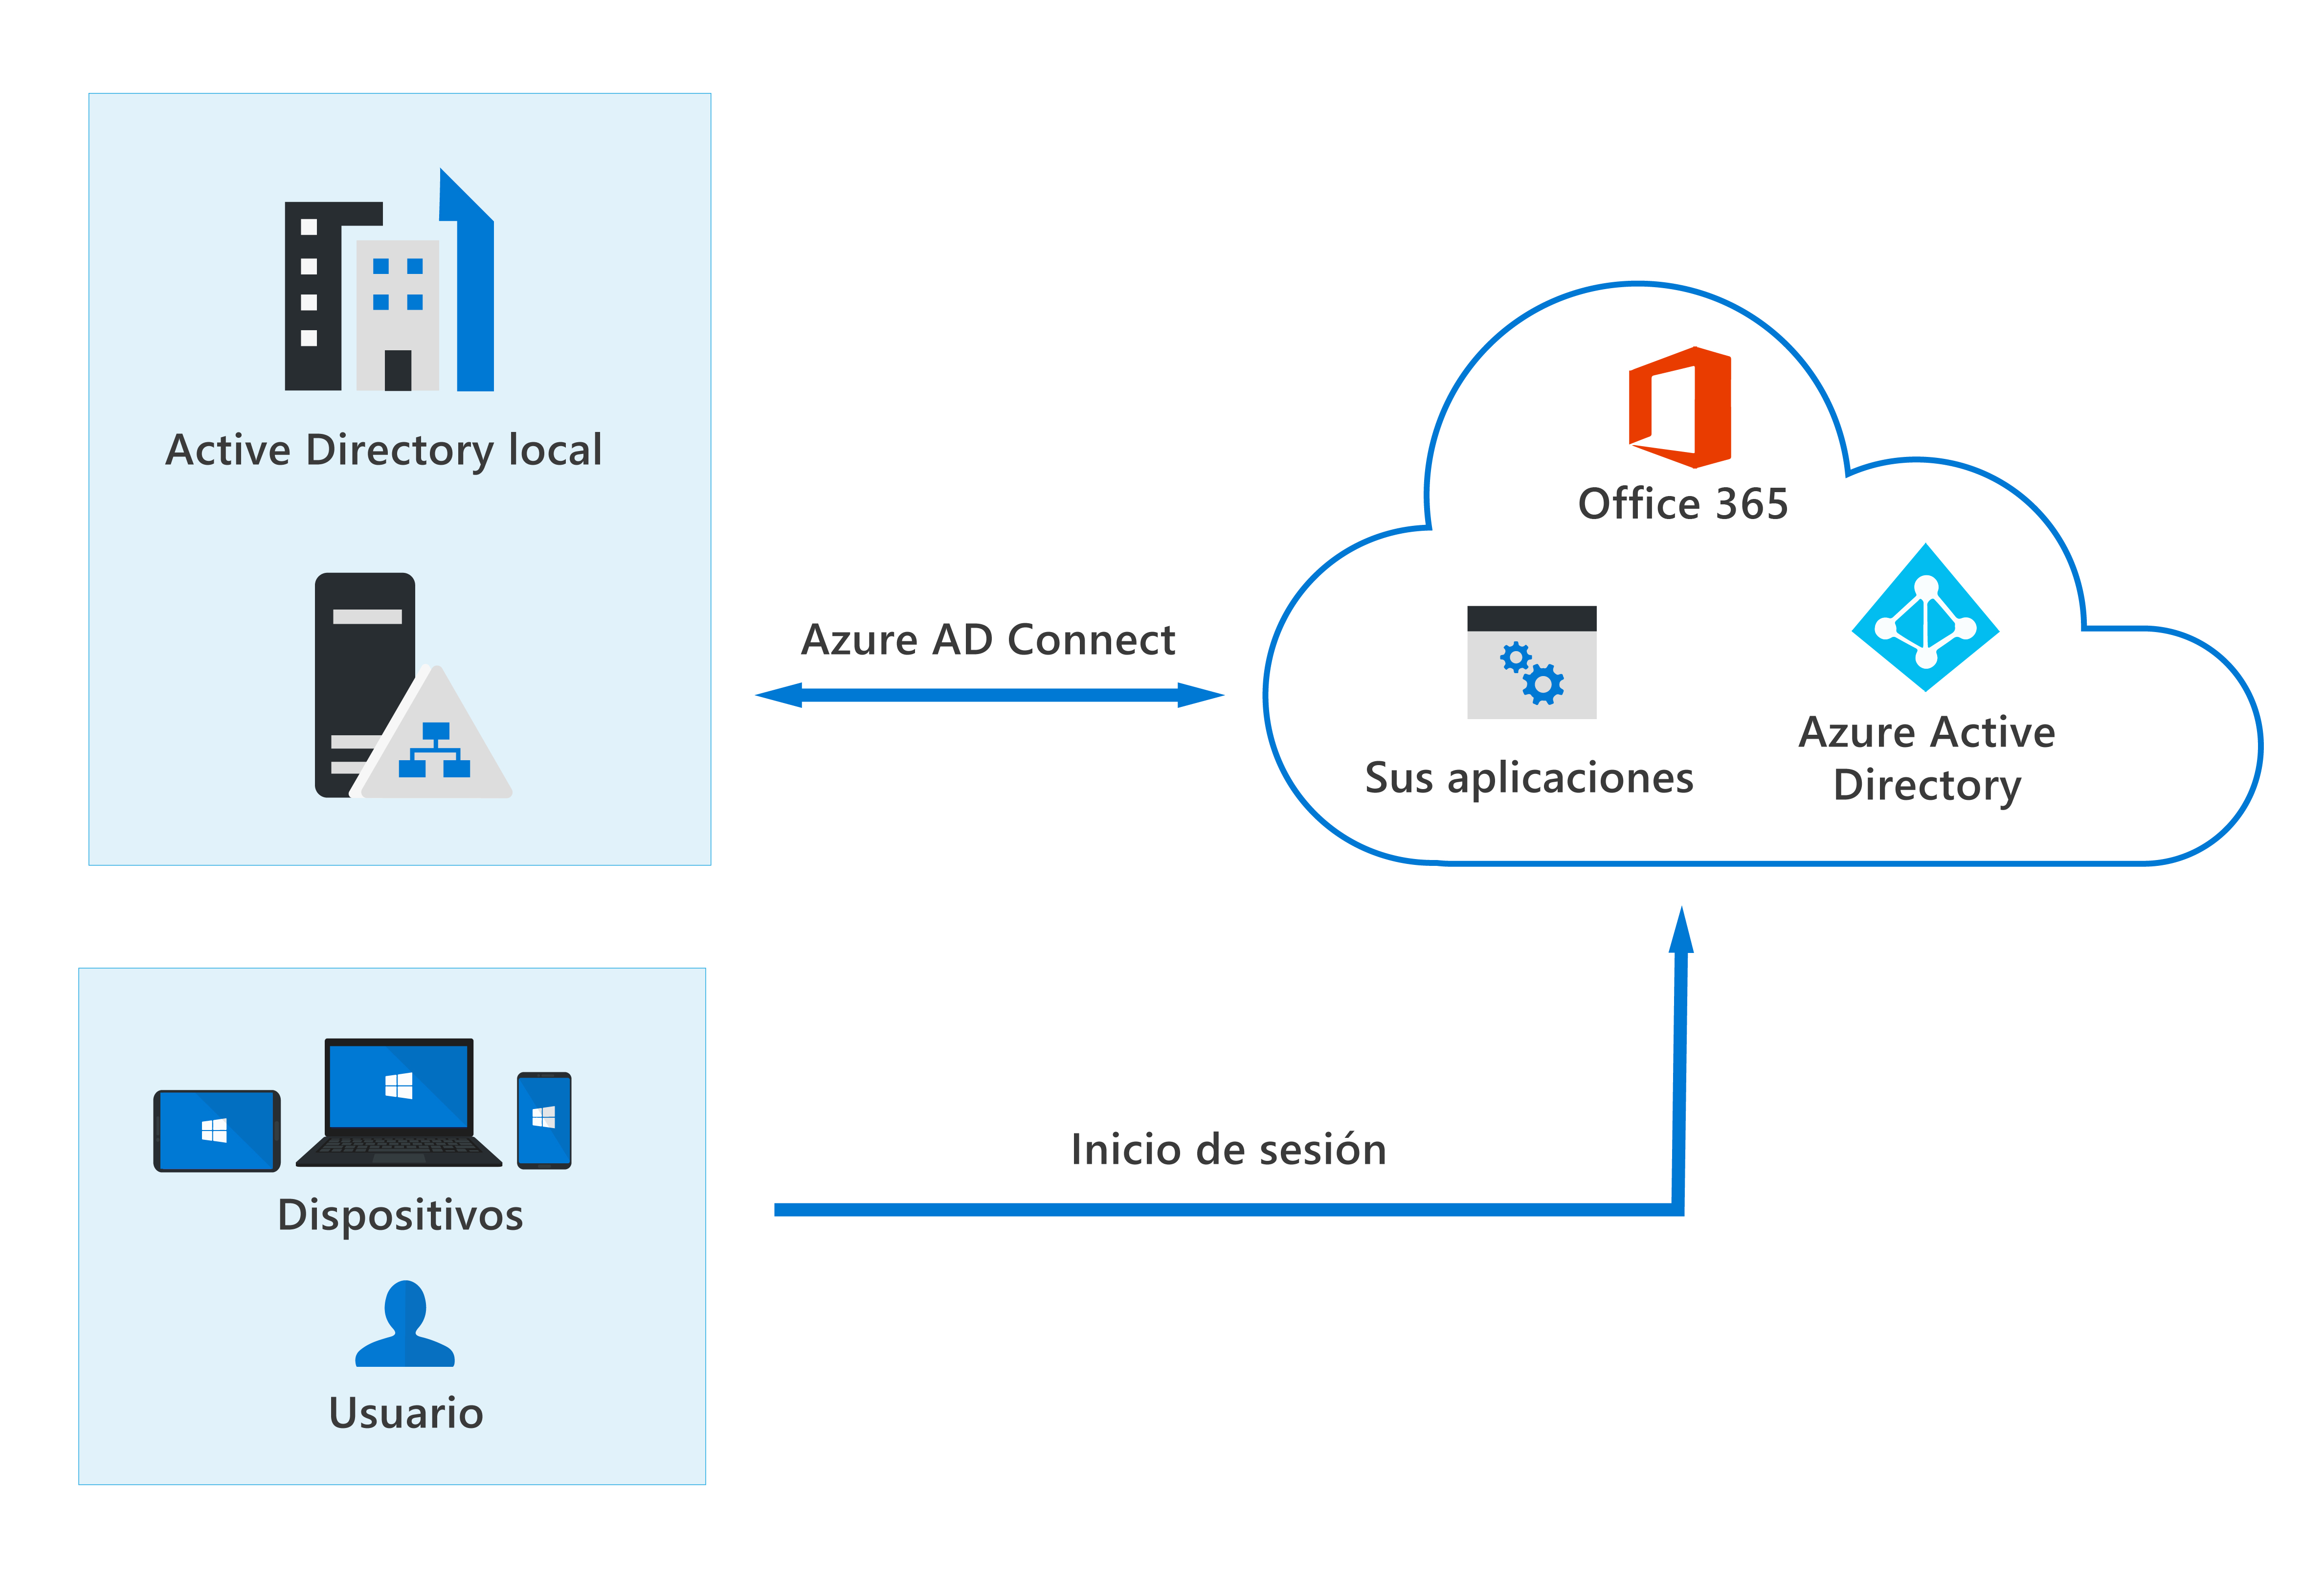 Active Directory local
Azure AD Connect
Office 365
Sus aplicaciones
Azure Active
Directory
Dispositivos
Usuario
Inicio de sesión